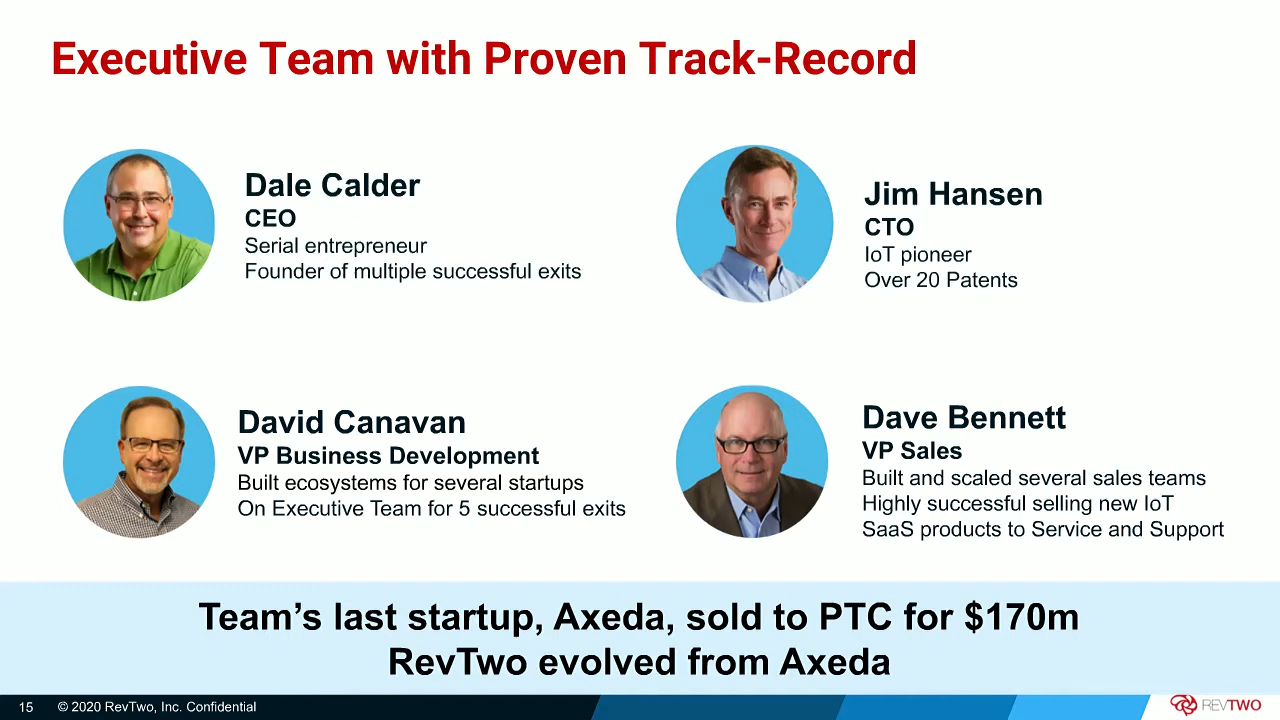 Executive Team with Proven Track-Record
Dale Calder
CEO
Serial entrepreneur
Founder of multiple successful exits
Jim Hansen
CTO
IoT pioneer
Over 20 Patents
David Canavan
VP Business Development
Built ecosystems for several startups
On Executive Team for 5 successful exits
Dave Bennett
VP Sales
Built and scaled several sales teams
Highly successful selling new IoT
SaaS products to Service and Support
Team’s last startup, Axeda, sold to PTC for $170m
RevTwo evolved from Axeda
15 © 2020 RevTwo, Inc. Confidential
REVTWO